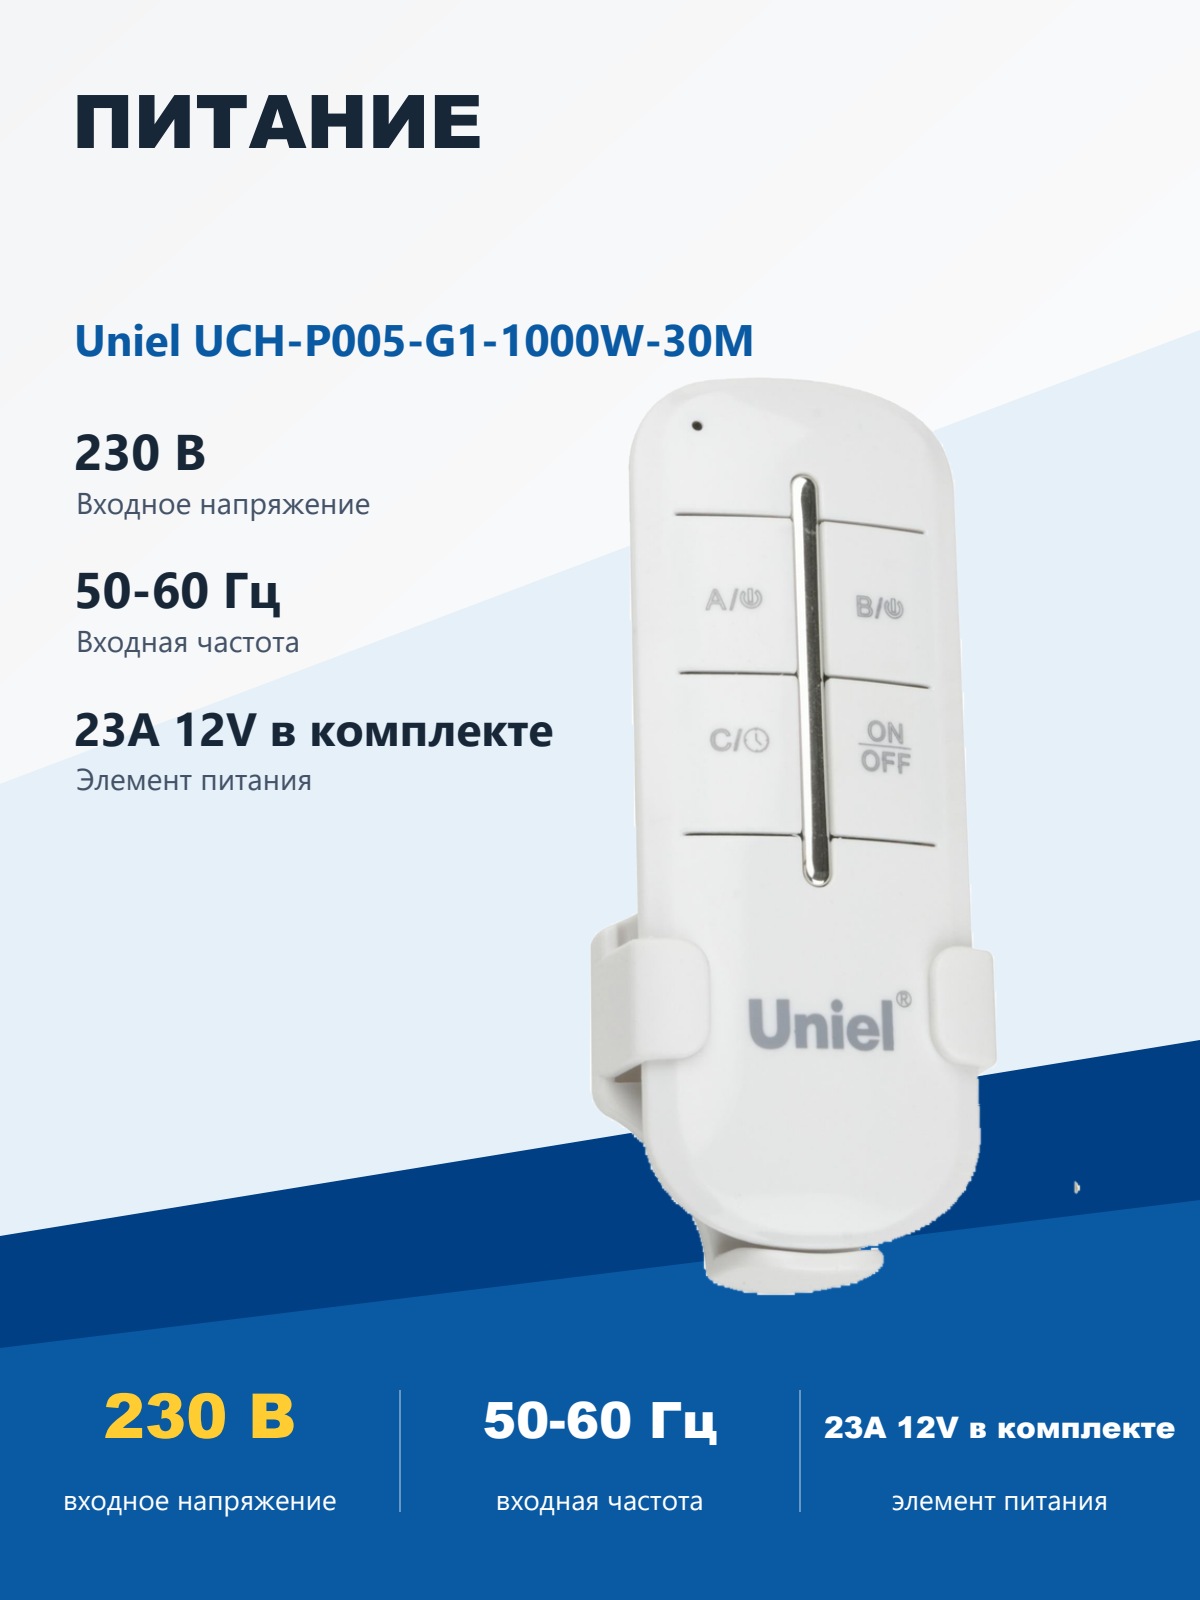 ПИТАНИЕ
Uniel UCH-P005-G1-1000W-30M
230 В
Входное напряжение
50-60 Гц
Входная частота
23A 12V в комплекте
Элемент питания
A/ B/
C/ ON
OFF
Uniel®
230 В
входное напряжение
50-60 Гц
входная частота
23A 12V в комплекте
элемент питания